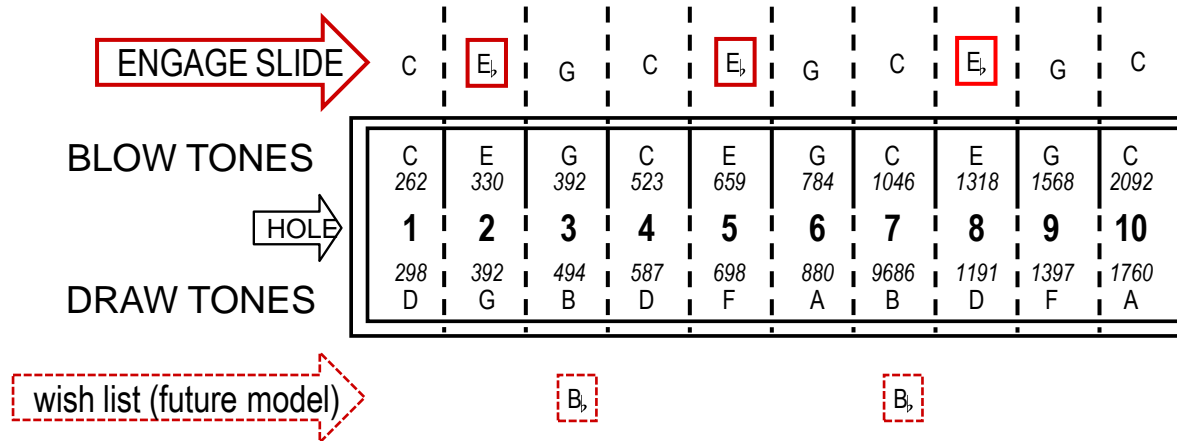 ENGAGE SLIDE C E♭ G C E♭ G C E♭ G C
BLOW TONES C E G C E G C E G C
262 330 392 523 659 784 1046 1318 1568 2092
HOLE 1 2 3 4 5 6 7 8 9 10
298 392 494 587 698 880 9686 1191 1397 1760
DRAW TONES D G B D F A B D F A
wish list (future model) B♭ B♭